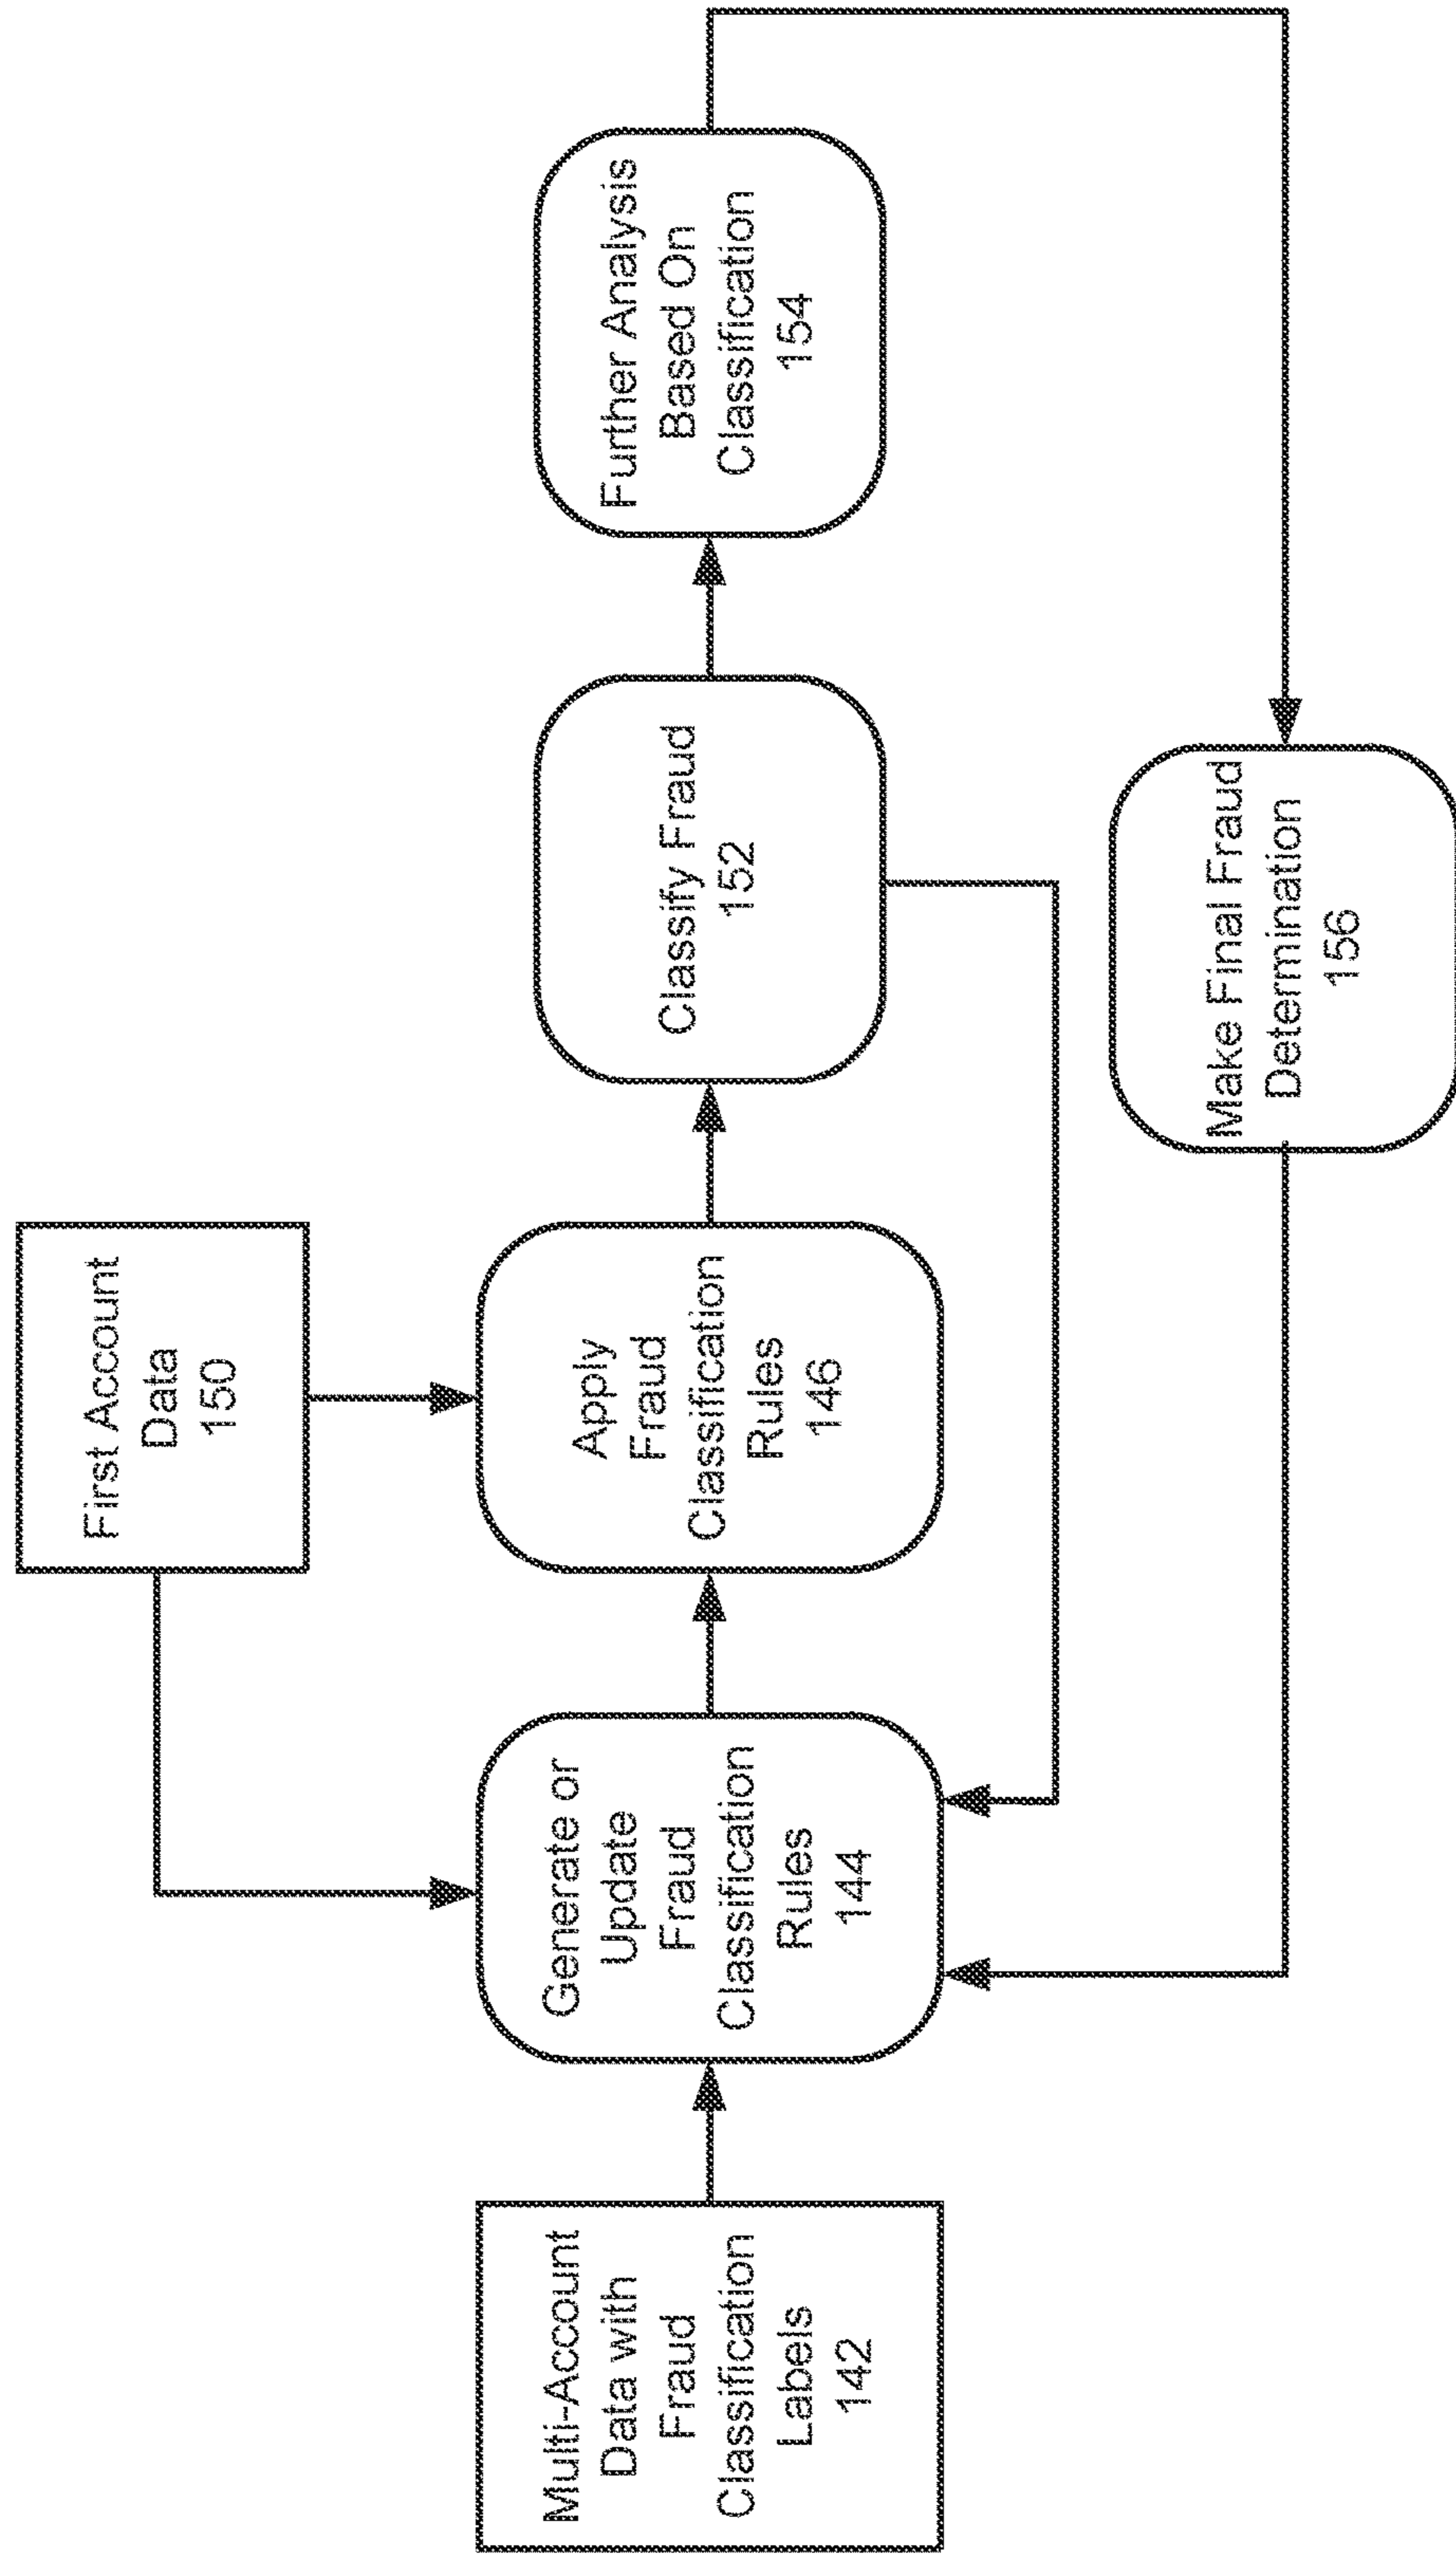 First Account
Data
150
Multi-Account
Data with
Fraud
Classification
Labels
142
Generate or
Update
Fraud
Classification
Rules
144
Apply
Fraud
Classification
Rules
146
Classify Fraud
152
Further Analysis
Based On
Classification
154
Make Final Fraud
Determination
156